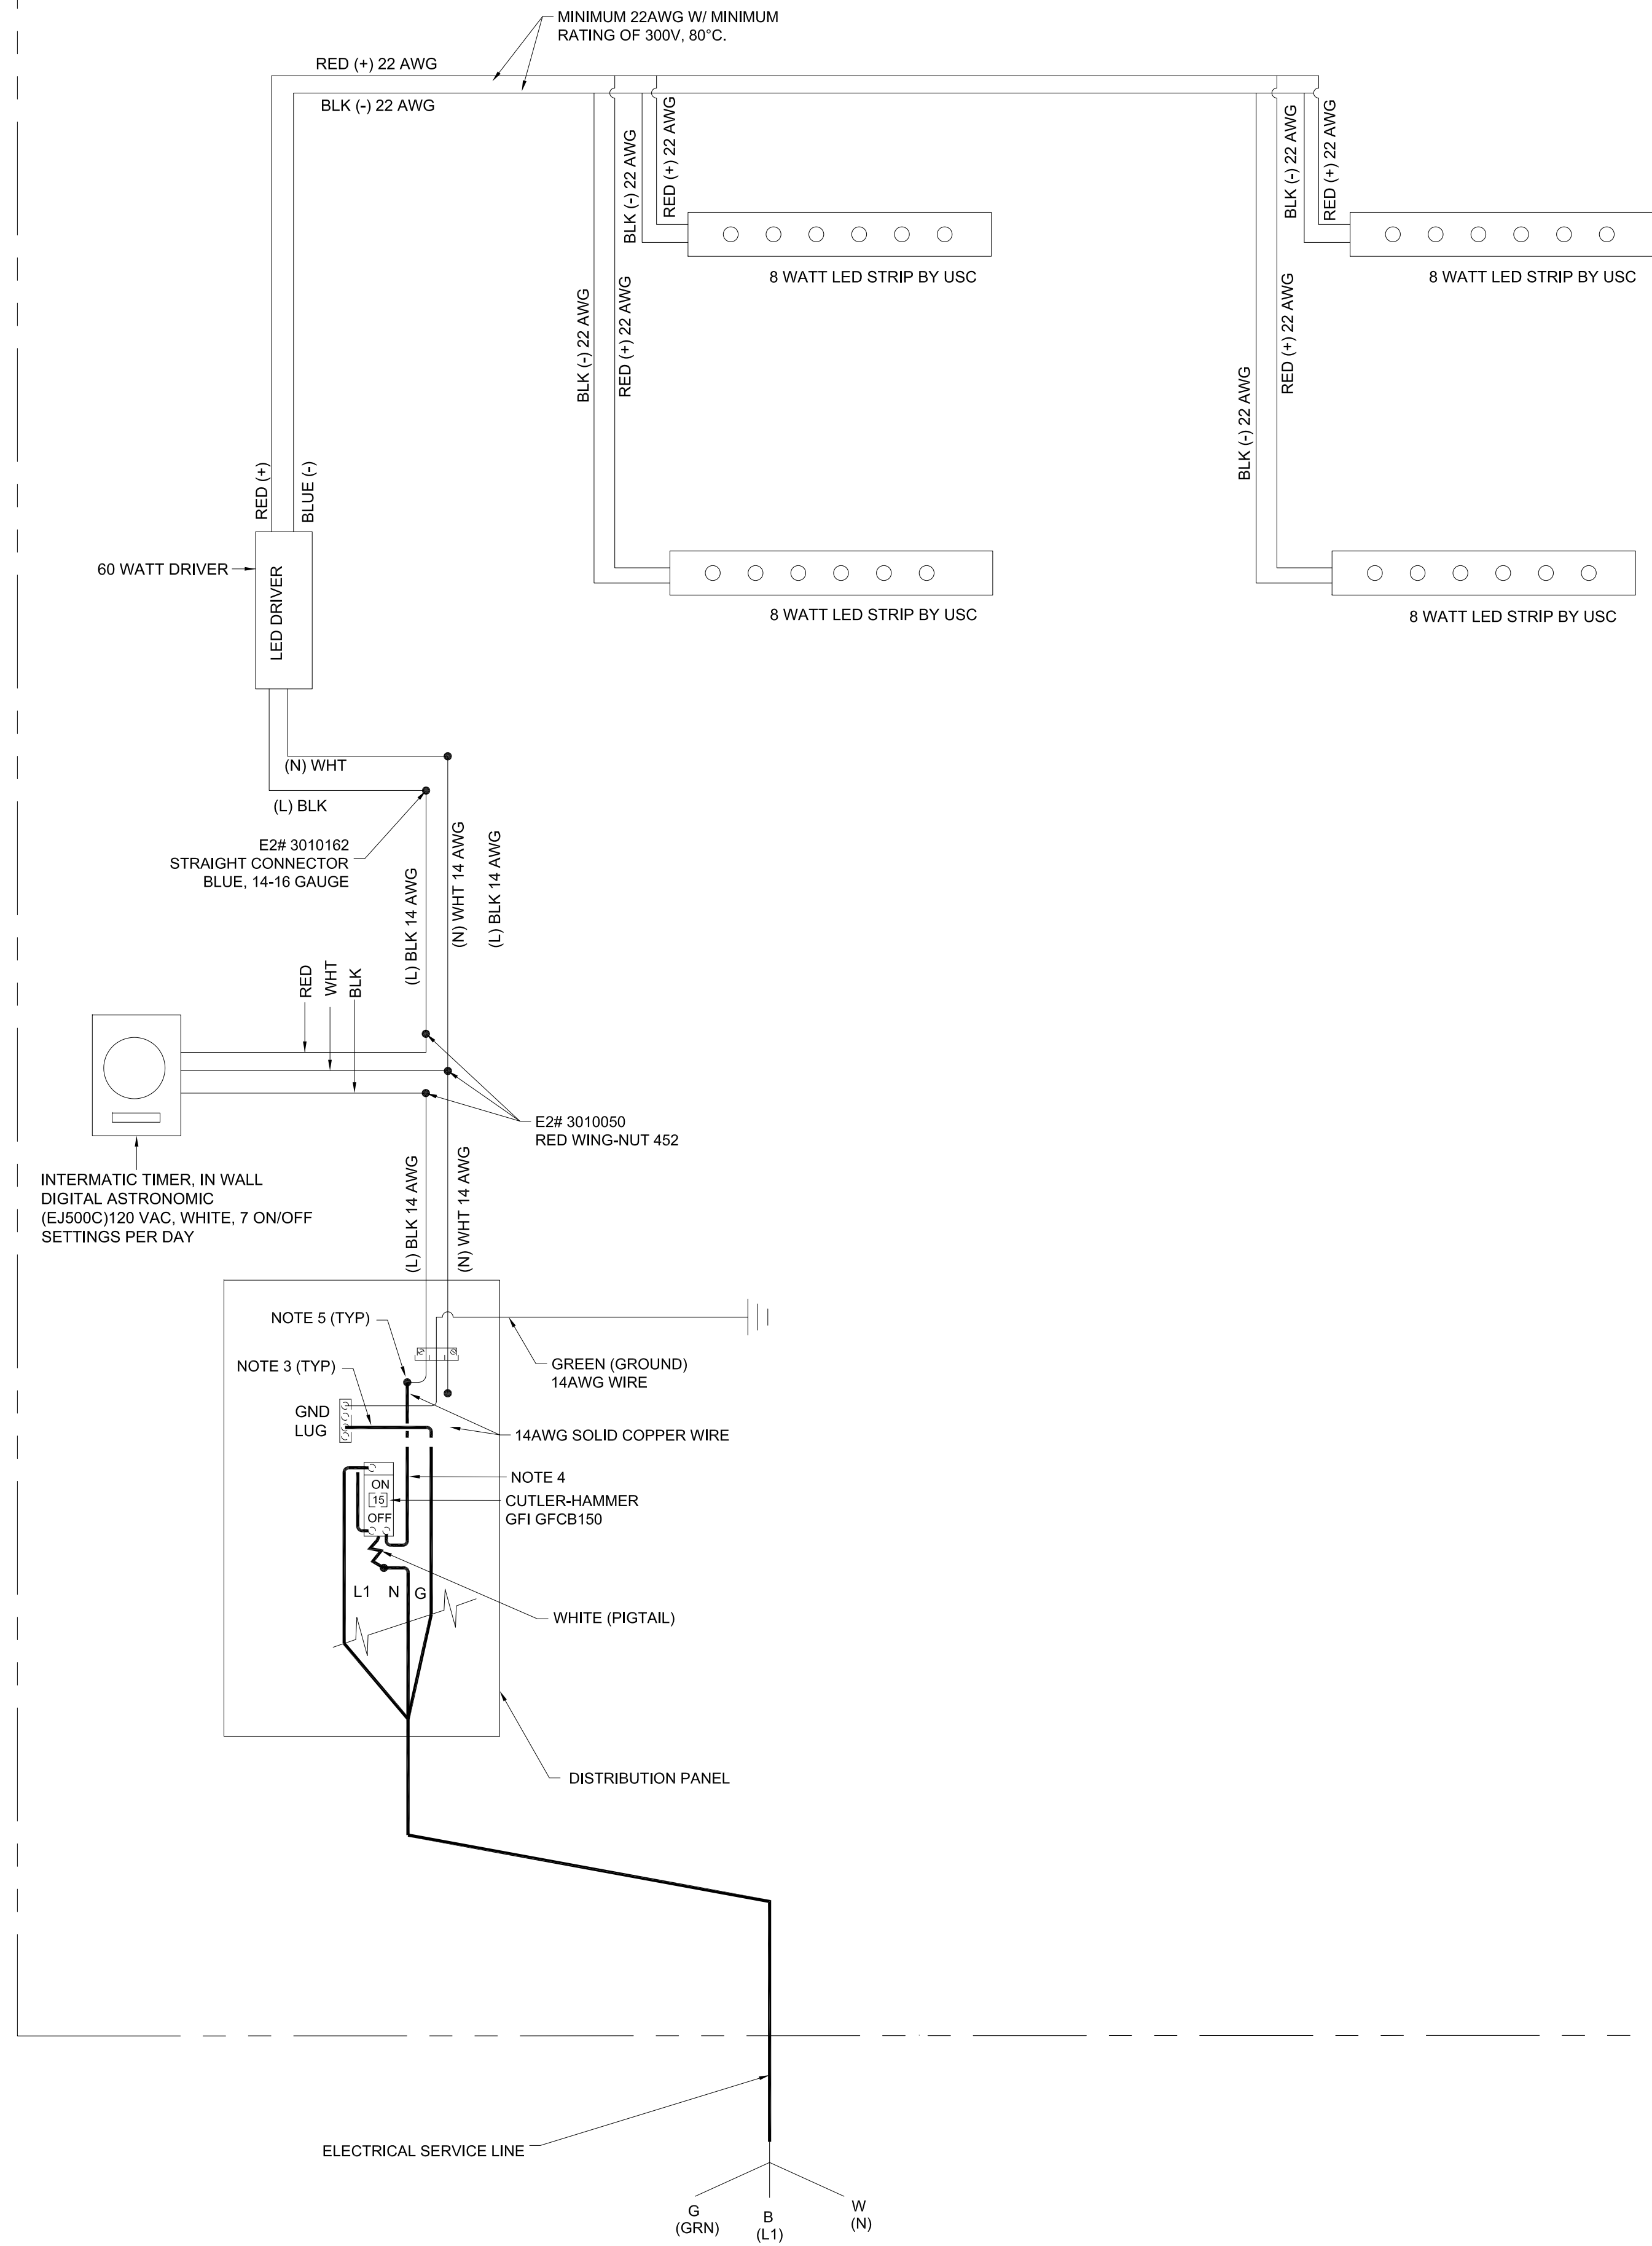 MINIMUM 22AWG W/ MINIMUM
RATING OF 300V, 80°C.
RED (+) 22 AWG
BLK (-) 22 AWG
BLK (-) 22 AWG
RED (+) 22 AWG
BLK (-) 22 AWG
RED (+) 22 AWG
8 WATT LED STRIP BY USC
8 WATT LED STRIP BY USC
BLK (-) 22 AWG
RED (+) 22 AWG
BLK (-) 22 AWG
RED (+) 22 AWG
RED (+)
BLUE (-)
60 WATT DRIVER
LED DRIVER
8 WATT LED STRIP BY USC
8 WATT LED STRIP BY USC
(N) WHT
(L) BLK
E2# 3010162
STRAIGHT CONNECTOR
BLUE, 14-16 GAUGE
(L) BLK 14 AWG
(N) WHT 14 AWG
(L) BLK 14 AWG
RED
WHT
BLK
E2# 3010050
RED WING-NUT 452
INTERMATIC TIMER, IN WALL
DIGITAL ASTRONOMIC
(EJ500C)120 VAC, WHITE, 7 ON/OFF
SETTINGS PER DAY
(L) BLK 14 AWG
(N) WHT 14 AWG
NOTE 5 (TYP)
NOTE 3 (TYP)
GREEN (GROUND)
14AWG WIRE
GND
LUG
14AWG SOLID COPPER WIRE
NOTE 4
ON
15
OFF
CUTLER-HAMMER
GFI GFCB150
L1 N G
WHITE (PIGTAIL)
DISTRIBUTION PANEL
ELECTRICAL SERVICE LINE
G
(GRN)
B
(L1)
W
(N)